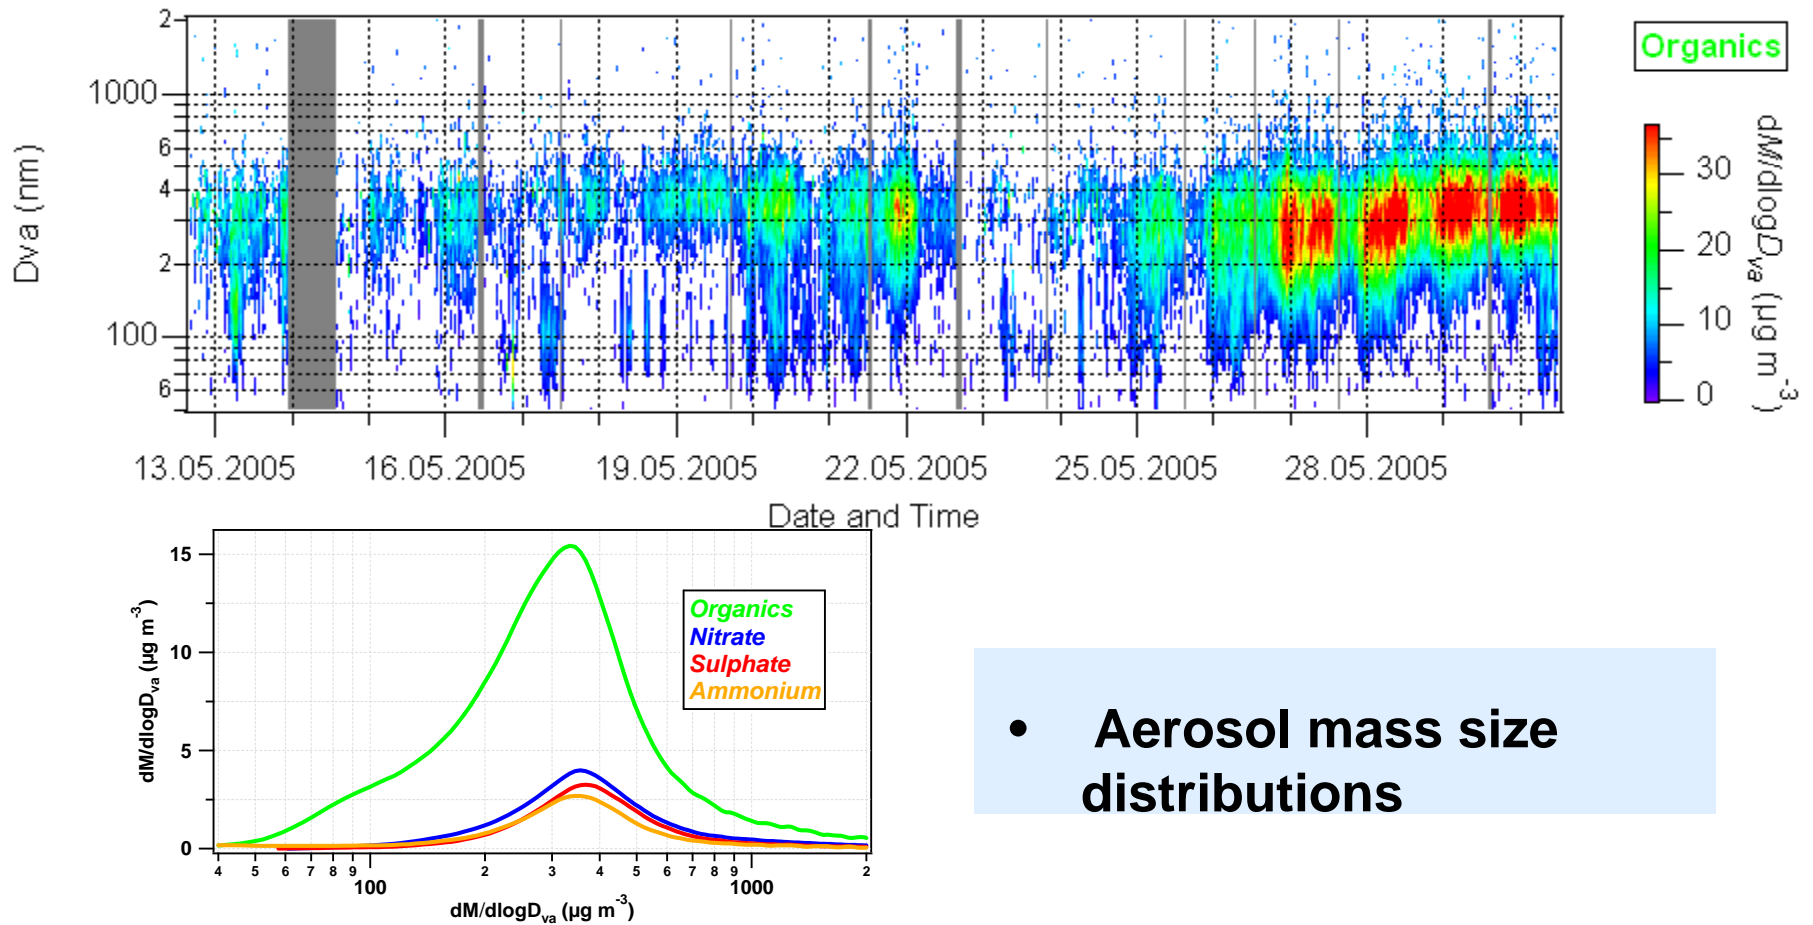 2
1000
6
4
2
100
6
Dva (nm)
13.05.2005 16.05.2005 19.05.2005 22.05.2005 25.05.2005 28.05.2005
Date and Time
Organics
30
20
10
0
dM/dlogDva (µg m-3)
15
10
5
0
dM/dlogDva (µg m-3)
Organics
Nitrate
Sulphate
Ammonium
4 5 6 7 8 9 100 2 3 4 5 6 7 8 9 1000 2
dM/dlogDva (µg m-3)
• Aerosol mass size
distributions